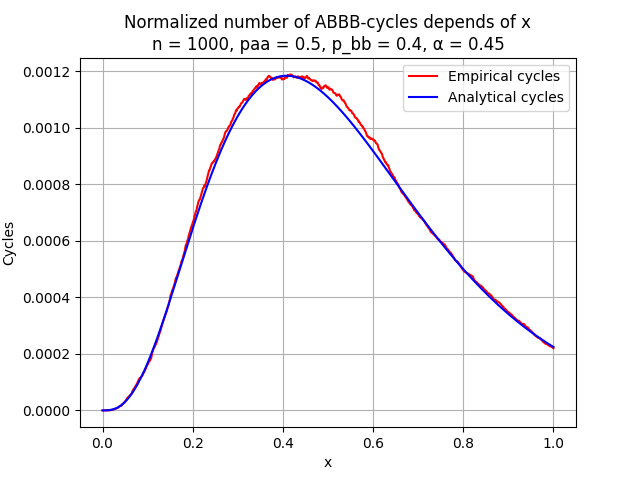 Normalized number of ABBB-cycles depends of x
n = 1000, paa = 0.5, p_bb = 0.4, α = 0.45
Empirical cycles
Analytical cycles
0.0012
0.0010
0.0008
0.0006
0.0004
0.0002
0.0000
Cycles
0.0
0.2
0.4
0.6
0.8
1.0
x